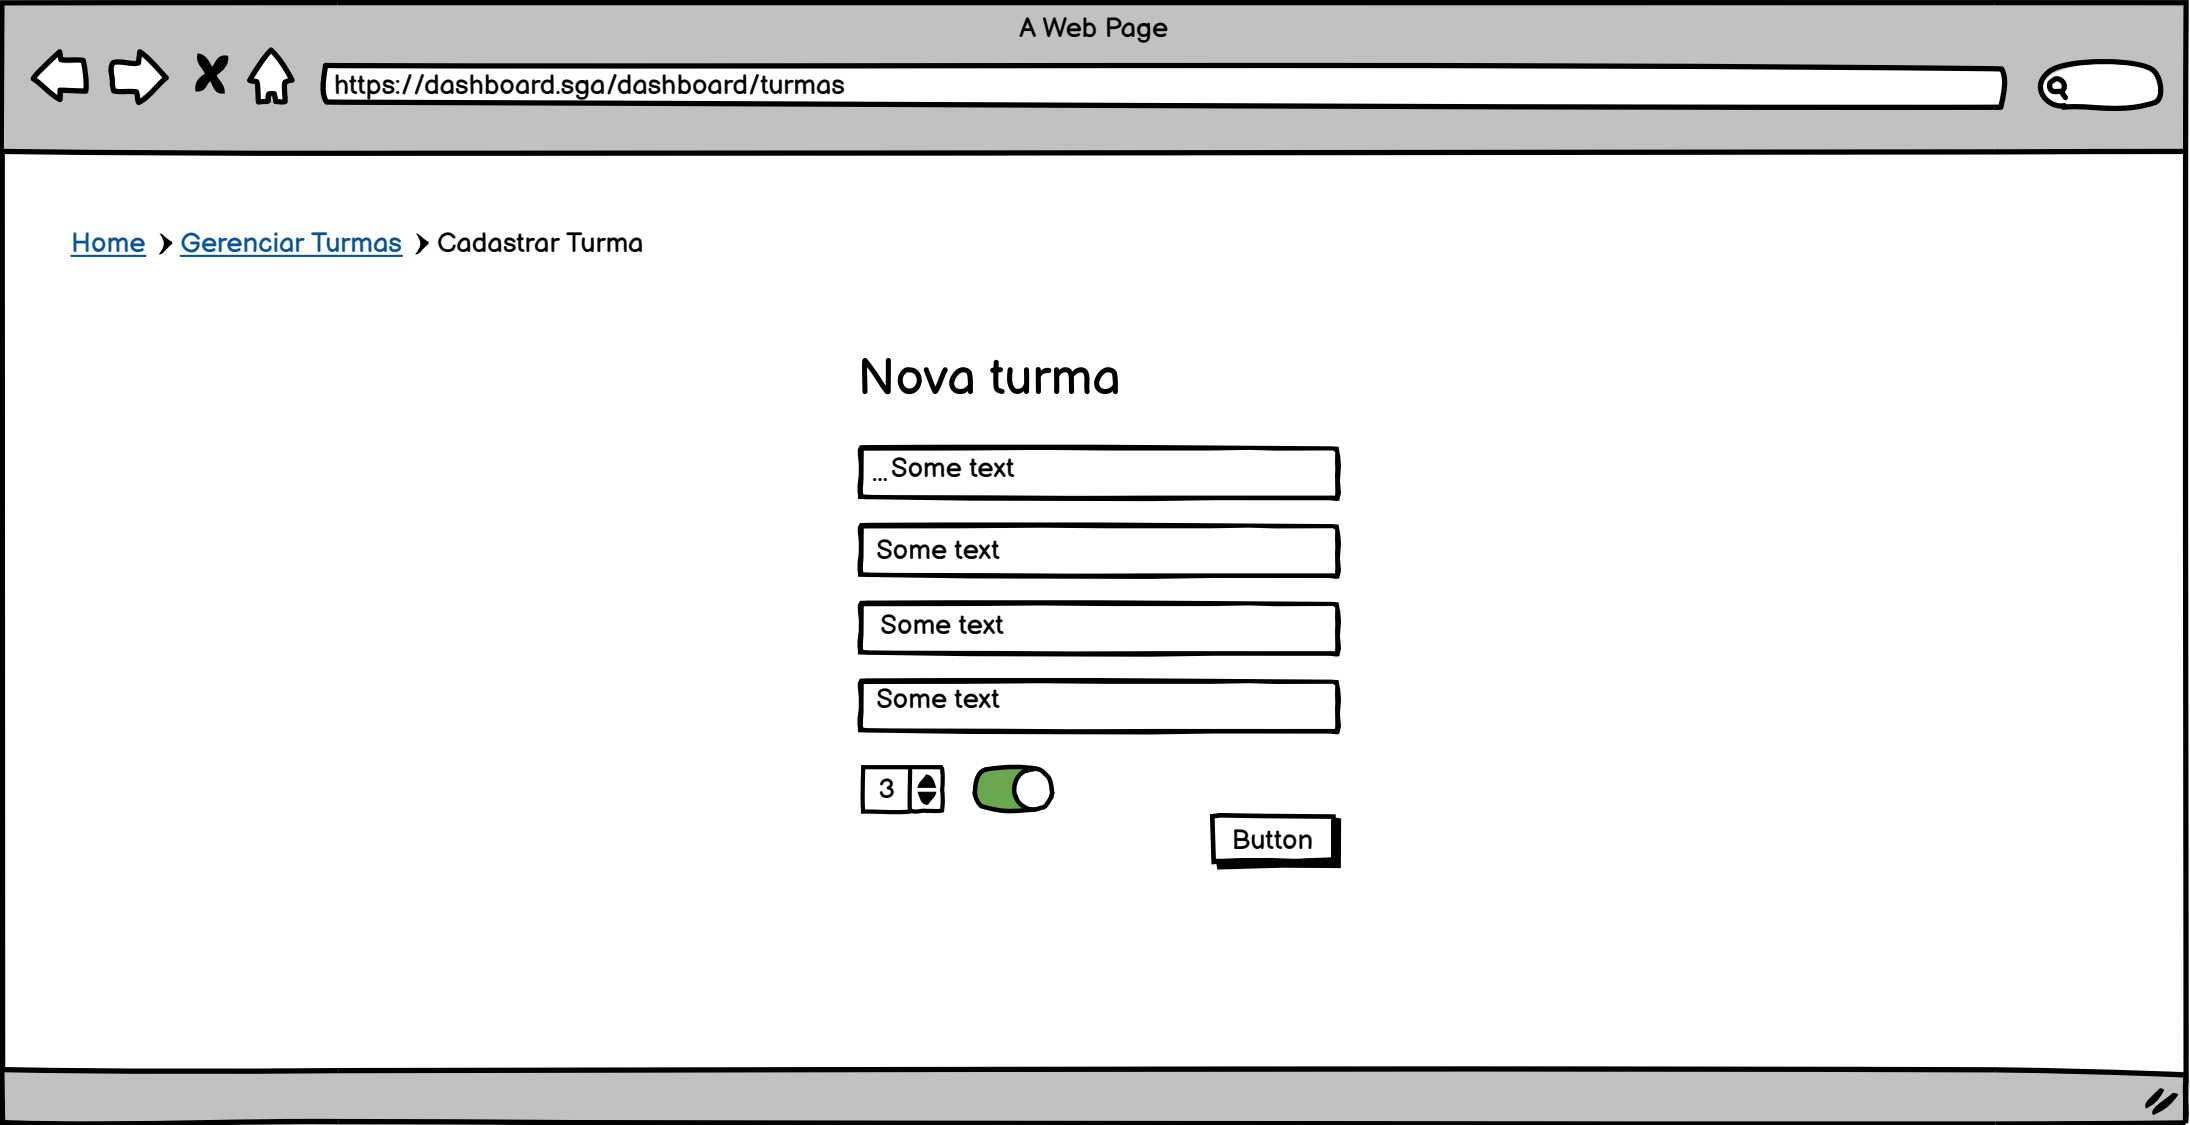 A Web Page
https://dashboard.sga/dashboard/turmas
Home Gerenciar Turmas Cadastrar Turma
Nova turma
...Some text
Some text
Some text
Some text
3
Button